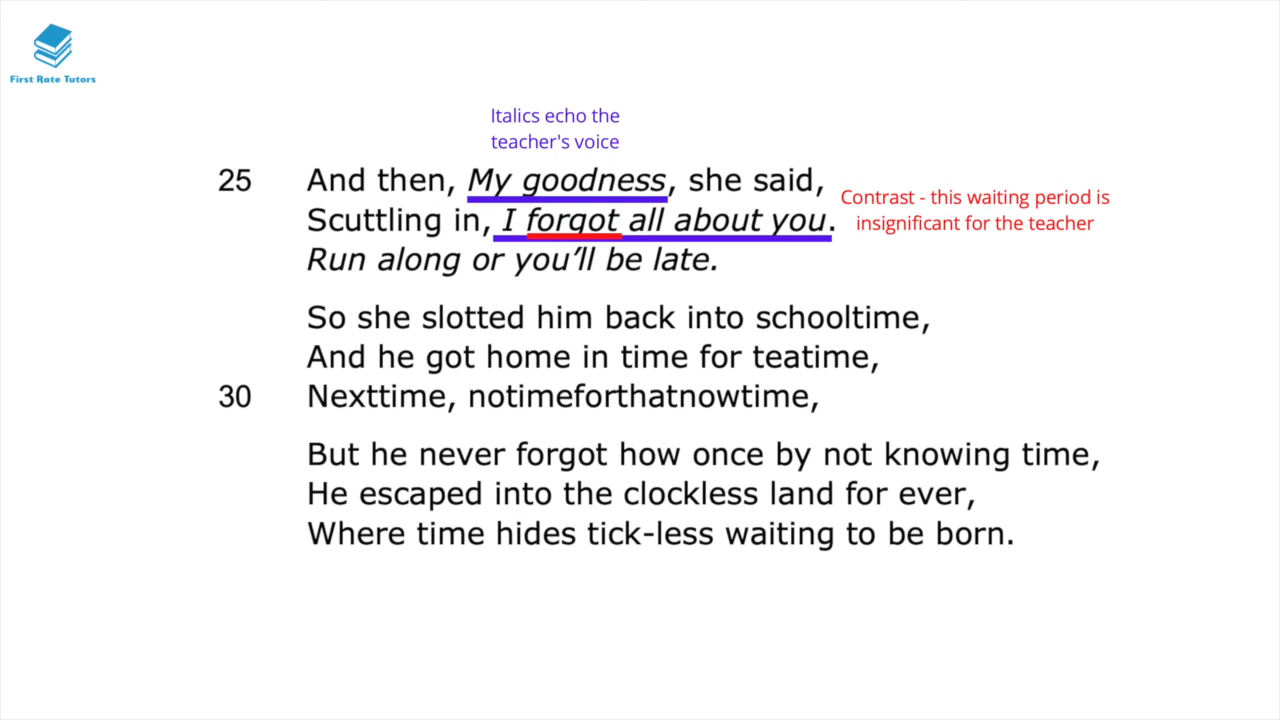 First Rate Tutors
Italics echo the
teacher's voice
25 And then, My goodness, she said,
Contrast - this waiting period is
insignificant for the teacher
Scuttling in, I forgot all about you.
Run along or you’ll be late.
So she slotted him back into schooltime,
And he got home in time for teatime,
30 Nexttime, notimeforthatnowtime,
But he never forgot how once by not knowing time,
He escaped into the clockless land for ever,
Where time hides tick-less waiting to be born.